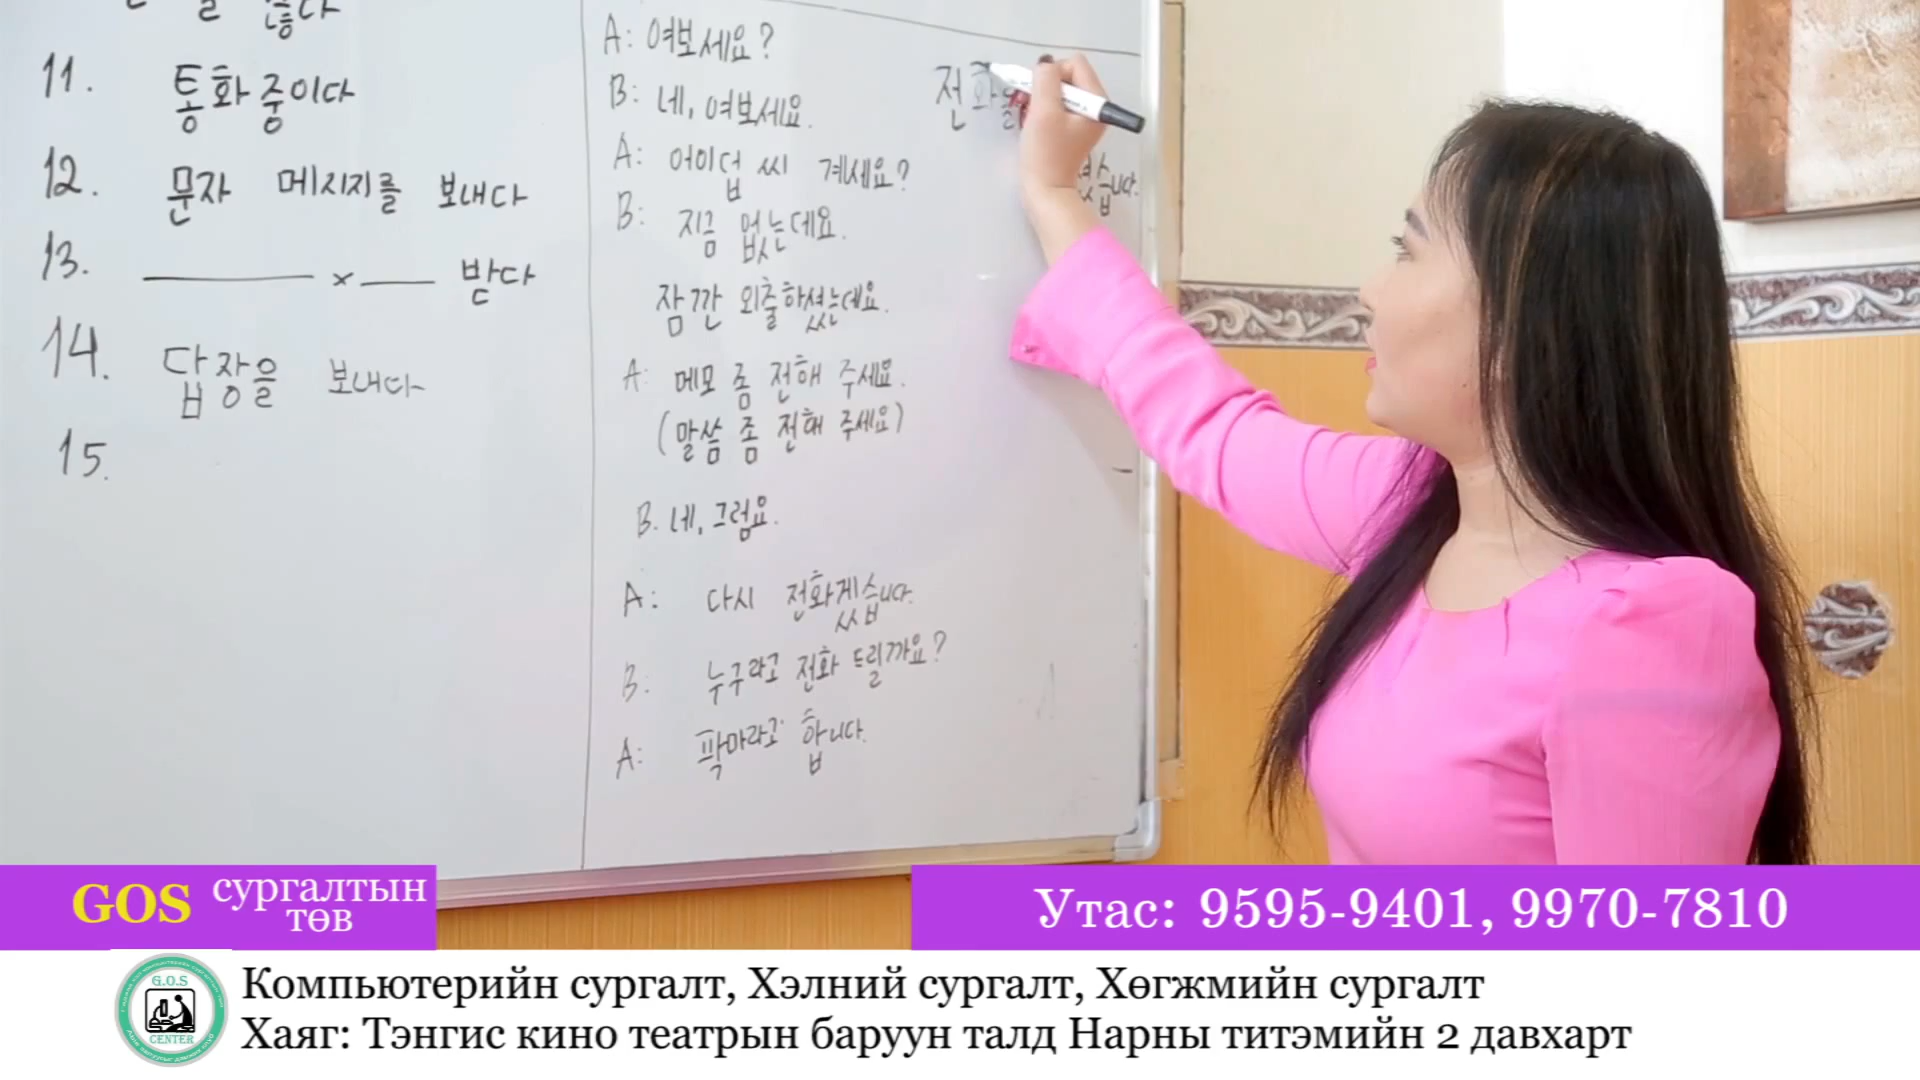 11. 통화 중이다
12. 문자 메시지를 보내다
13. × 받다
14. 답장을 보내다
15.
A: 여보세요?
B: 네, 여보세요.
A: 어이덥 씨 계세요?
B: 지금 없는데요.
잠깐 외출하셨는데요.
A: 메모 좀 전해 주세요.
(말씀 좀 전해 주세요)
B. 네, 그럼요.
A: 다시 전화겠습니다.
B: 누구라고 전화 드릴까요?
A: 팍마라고 합니다.
전화
GOS сургалтын төв
Утас: 9595-9401, 9970-7810
G.O.S
CENTER
Компьютерийн сургалт, Хэлний сургалт, Хөгжмийн сургалт
Хаяг: Тэнгис кино театрын баруун талд Нарны титэмийн 2 давхарт